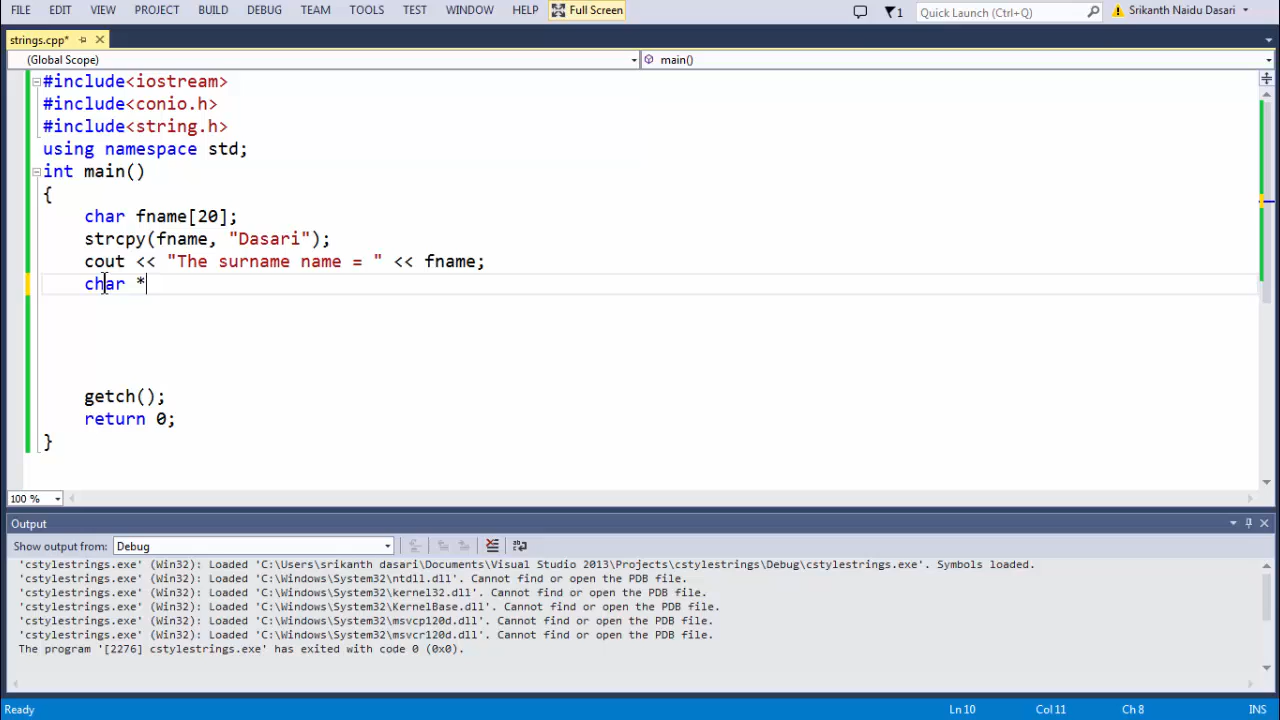 FILE EDIT VIEW PROJECT BUILD DEBUG TEAM TOOLS TEST WINDOW HELP Full Screen 1 Quick Launch (Ctrl+Q) Srikanth Naidu Dasari
strings.cpp*
(Global Scope) main()
#include<iostream>
#include<conio.h>
#include<string.h>
using namespace std;
int main()
{
char fname[20];
strcpy(fname, "Dasari");
cout << "The surname name = " << fname;
char *
getch();
return 0;
}
100 %
Output
Show output from: Debug
'cstylestrings.exe' (Win32): Loaded 'C:\Users\srikanth dasari\Documents\Visual Studio 2013\Projects\cstylestrings\Debug\cstylestrings.exe'. Symbols loaded.
'cstylestrings.exe' (Win32): Loaded 'C:\Windows\System32\ntdll.dll'. Cannot find or open the PDB file.
'cstylestrings.exe' (Win32): Loaded 'C:\Windows\System32\kernel32.dll'. Cannot find or open the PDB file.
'cstylestrings.exe' (Win32): Loaded 'C:\Windows\System32\KernelBase.dll'. Cannot find or open the PDB file.
'cstylestrings.exe' (Win32): Loaded 'C:\Windows\System32\msvcp120d.dll'. Cannot find or open the PDB file.
'cstylestrings.exe' (Win32): Loaded 'C:\Windows\System32\msvcr120d.dll'. Cannot find or open the PDB file.
The program '[2276] cstylestrings.exe' has exited with code 0 (0x0).
Ready Ln 10 Col 11 Ch 8 INS